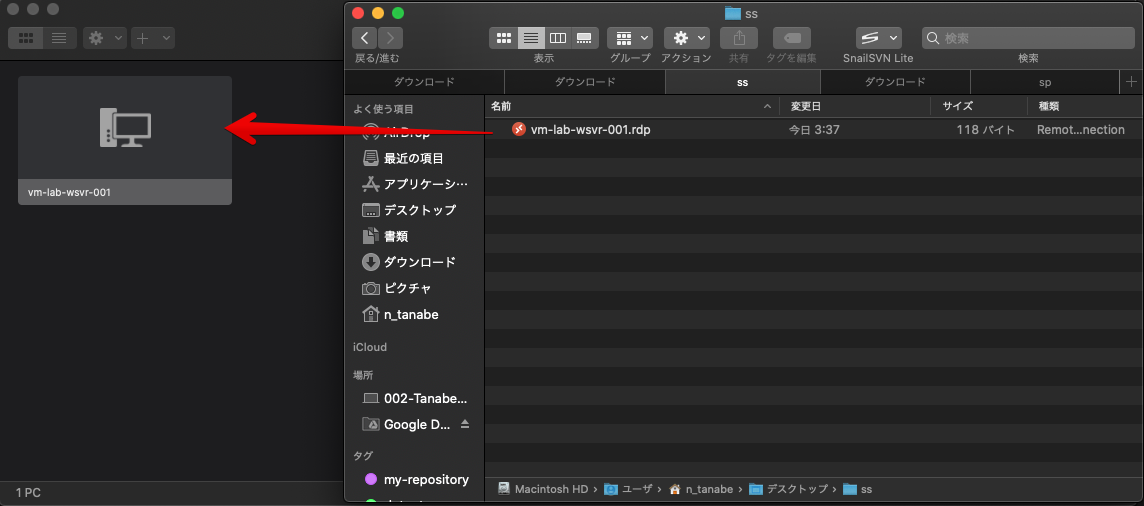 vm-lab-wsvr-001
1 PC
ss
戻る/進む
表示
グループ
アクション
共有
タグを編集
SnailSVN Lite
検索
検索
ダウンロード
ダウンロード
ss
ダウンロード
sp
よく使う項目
AirDrop
最近の項目
アプリケーシ…
デスクトップ
書類
ダウンロード
ピクチャ
n_tanabe
iCloud
場所
002-Tanabe...
Google D...
タグ
my-repository
名前 変更日 サイズ 種類
vm-lab-wsvr-001.rdp 今日 3:37 118 バイト Remot...nection
Macintosh HD › ユーザ › n_tanabe › デスクトップ › ss